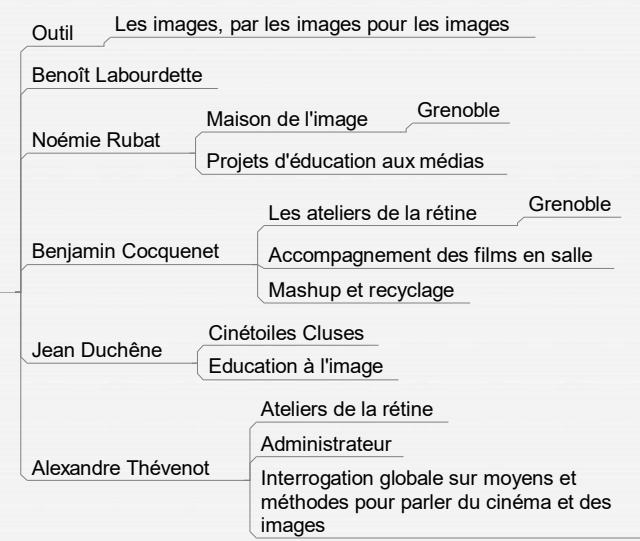 Outil
Les images, par les images pour les images
Benoît Labourdette
Noémie Rubat
Maison de l'image
Grenoble
Projets d'éducation aux médias
Benjamin Cocquenet
Les ateliers de la rétine
Grenoble
Accompagnement des films en salle
Mashup et recyclage
Jean Duchêne
Cinétoiles Cluses
Education à l'image
Alexandre Thévenot
Ateliers de la rétine
Administrateur
Interrogation globale sur moyens et
méthodes pour parler du cinéma et des
images